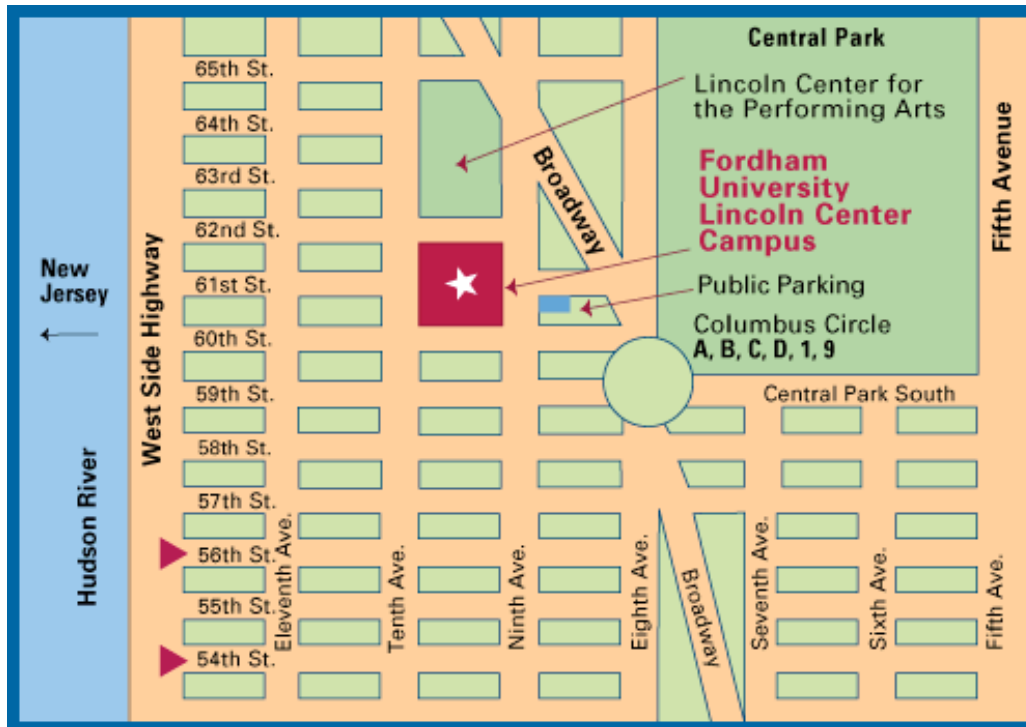 Central Park
Lincoln Center for
the Performing Arts
Fordham
University
Lincoln Center
Campus
Public Parking
Columbus Circle
A, B, C, D, 1, 9
Central Park South
Fifth Avenue
Broadway
65th St.
64th St.
63rd St.
62nd St.
61st St.
60th St.
59th St.
58th St.
57th St.
56th St.
55th St.
54th St.
New
Jersey
Hudson River
West Side Highway
Eleventh Ave.
Tenth Ave.
Ninth Ave.
Eighth Ave.
Broadway
Seventh Ave.
Sixth Ave.
Fifth Ave.